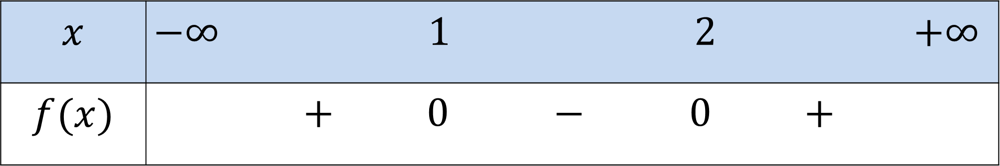 x −∞ 1 2 +∞
f(x) + 0 − 0 +